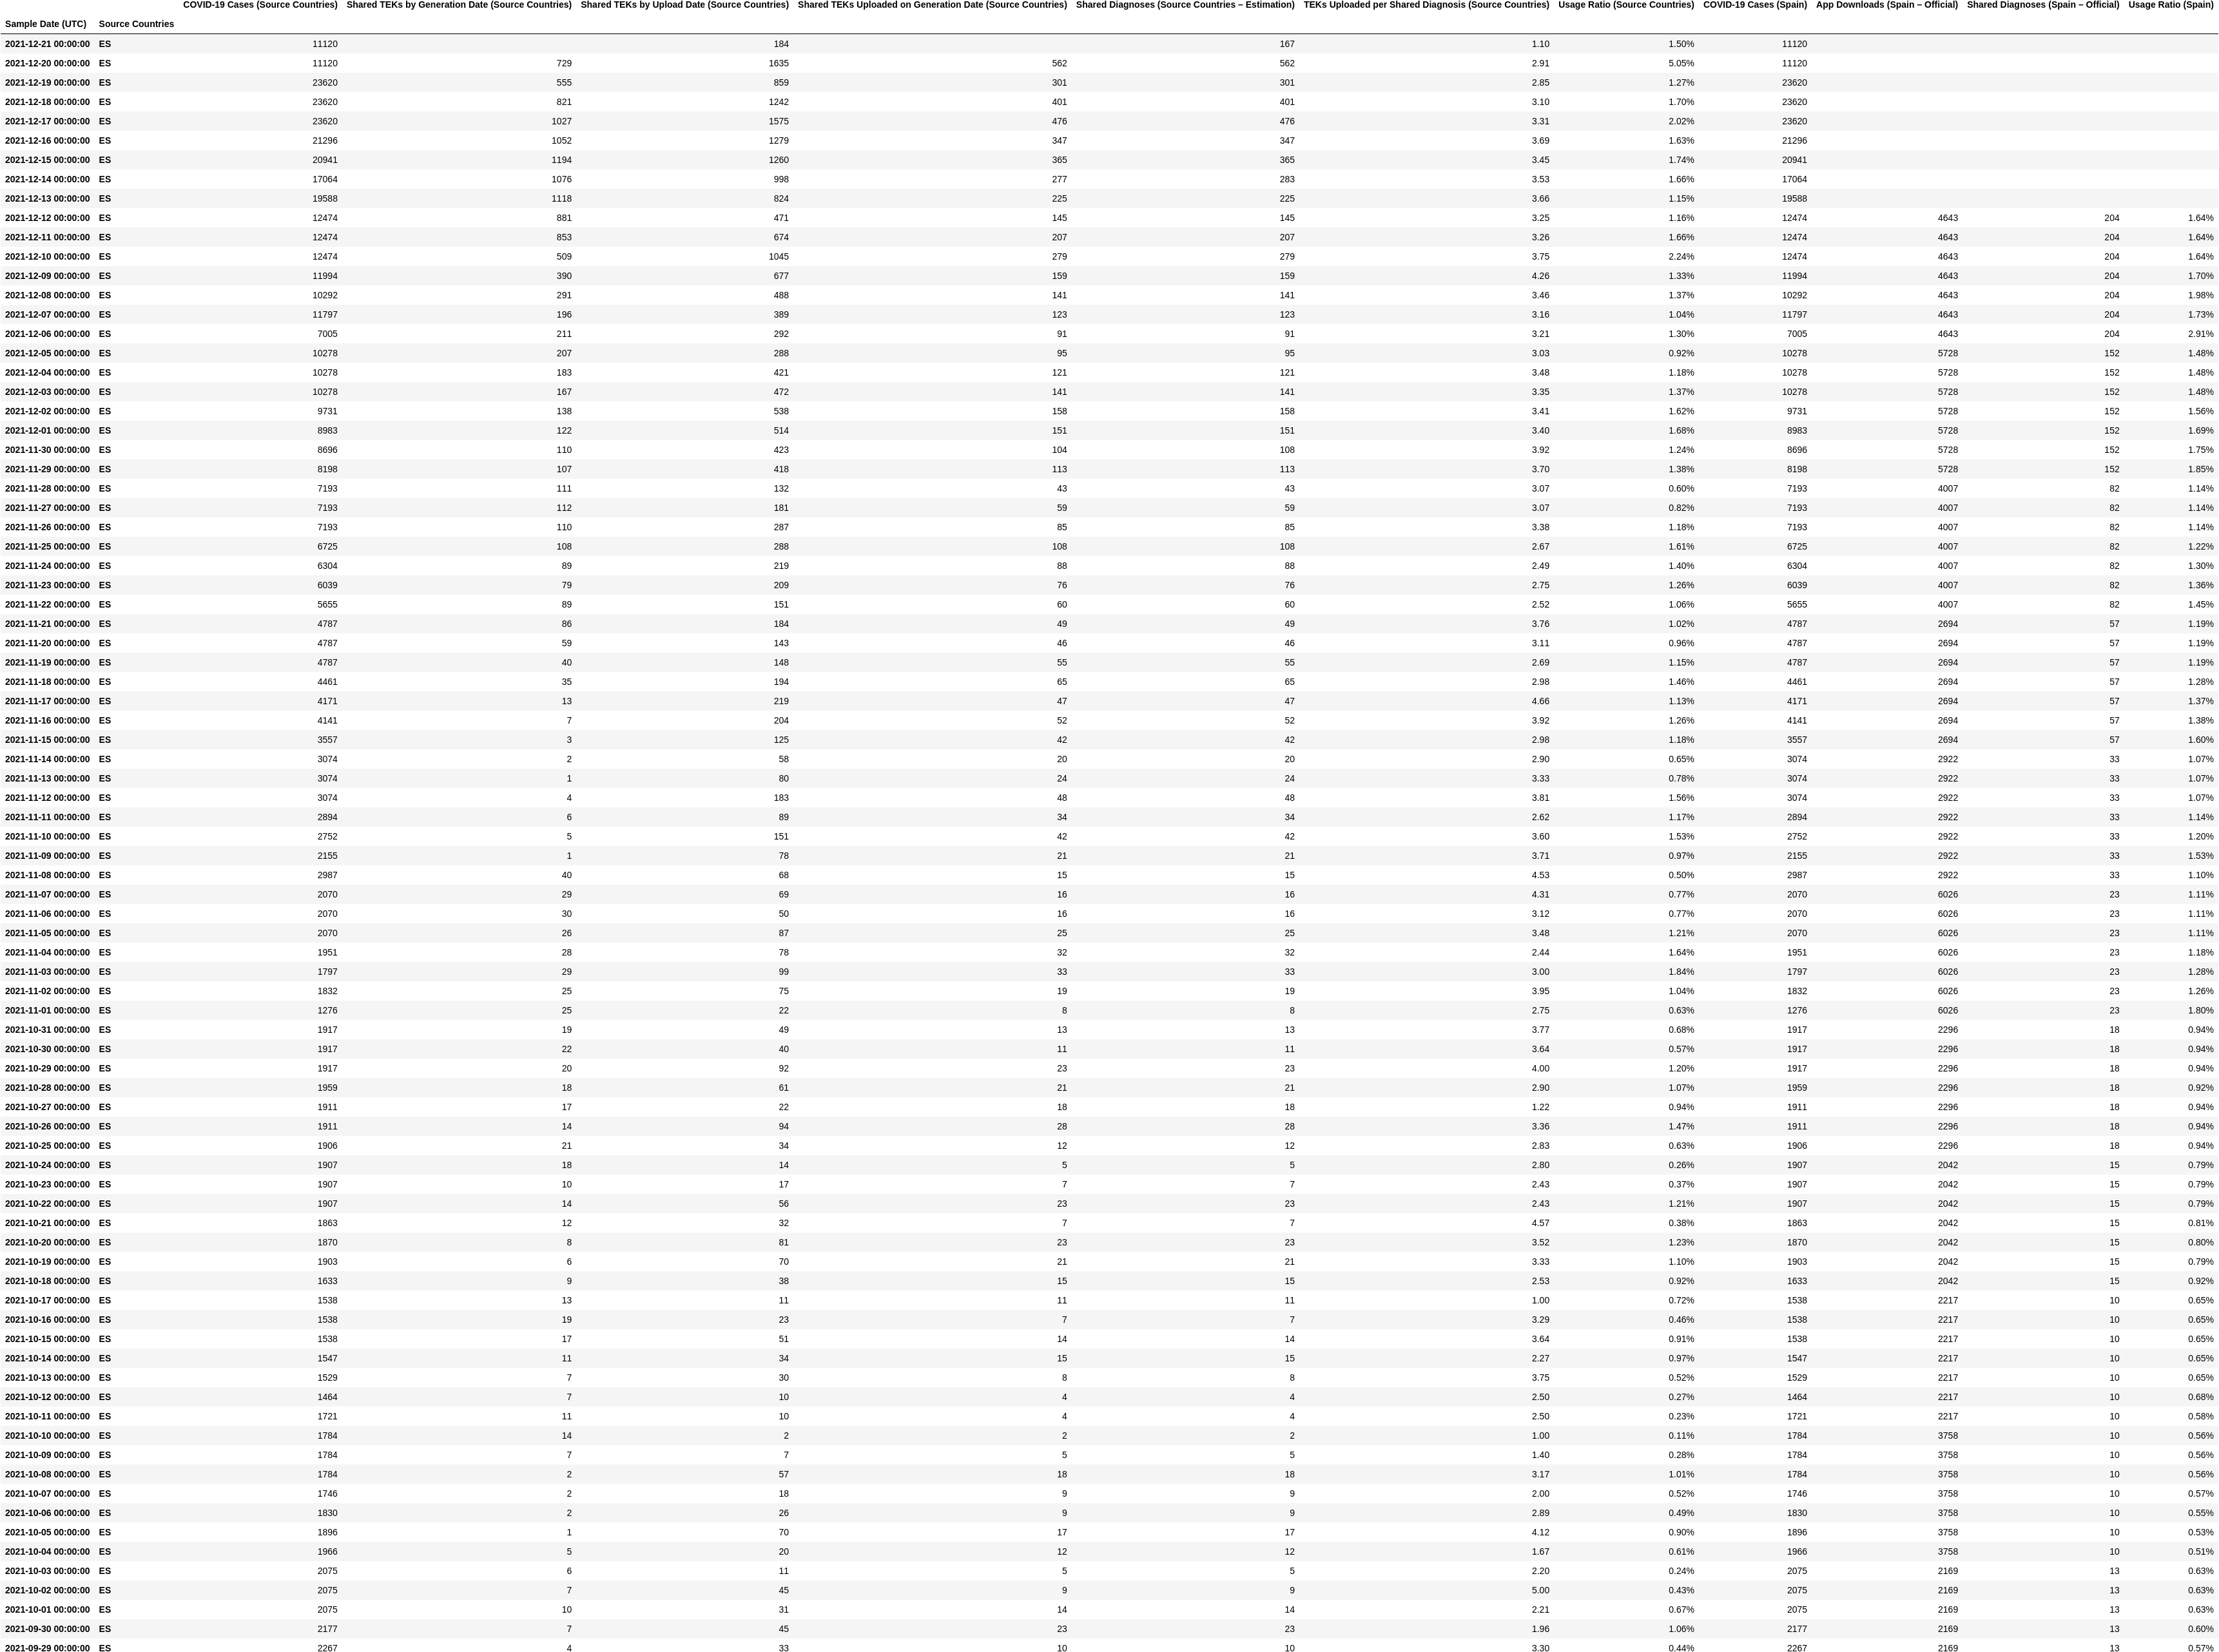 COVID-19 Cases (Source Countries) Shared TEKs by Generation Date (Source Countries) Shared TEKs by Upload Date (Source Countries) Shared TEKs Uploaded on Generation Date (Source Countries) Shared Diagnoses (Source Countries – Estimation) TEKs Uploaded per Shared Diagnosis (Source Countries) Usage Ratio (Source Countries) COVID-19 Cases (Spain) App Downloads (Spain – Official) Shared Diagnoses (Spain – Official) Usage Ratio (Spain)
Sample Date (UTC) Source Countries
2021-12-21 00:00:00 ES 11120 184 167 1.10 1.50% 11120
2021-12-20 00:00:00 ES 11120 729 1635 562 562 2.91 5.05% 11120
2021-12-19 00:00:00 ES 23620 555 859 301 301 2.85 1.27% 23620
2021-12-18 00:00:00 ES 23620 821 1242 401 401 3.10 1.70% 23620
2021-12-17 00:00:00 ES 23620 1027 1575 476 476 3.31 2.02% 23620
2021-12-16 00:00:00 ES 21296 1052 1279 347 347 3.69 1.63% 21296
2021-12-15 00:00:00 ES 20941 1194 1260 365 365 3.45 1.74% 20941
2021-12-14 00:00:00 ES 17064 1076 998 277 283 3.53 1.66% 17064
2021-12-13 00:00:00 ES 19588 1118 824 225 225 3.66 1.15% 19588
2021-12-12 00:00:00 ES 12474 881 471 145 145 3.25 1.16% 12474 4643 204 1.64%
2021-12-11 00:00:00 ES 12474 853 674 207 207 3.26 1.66% 12474 4643 204 1.64%
2021-12-10 00:00:00 ES 12474 509 1045 279 279 3.75 2.24% 12474 4643 204 1.64%
2021-12-09 00:00:00 ES 11994 390 677 159 159 4.26 1.33% 11994 4643 204 1.70%
2021-12-08 00:00:00 ES 10292 291 488 141 141 3.46 1.37% 10292 4643 204 1.98%
2021-12-07 00:00:00 ES 11797 196 389 123 123 3.16 1.04% 11797 4643 204 1.73%
2021-12-06 00:00:00 ES 7005 211 292 91 91 3.21 1.30% 7005 4643 204 2.91%
2021-12-05 00:00:00 ES 10278 207 288 95 95 3.03 0.92% 10278 5728 152 1.48%
2021-12-04 00:00:00 ES 10278 183 421 121 121 3.48 1.18% 10278 5728 152 1.48%
2021-12-03 00:00:00 ES 10278 167 472 141 141 3.35 1.37% 10278 5728 152 1.48%
2021-12-02 00:00:00 ES 9731 138 538 158 158 3.41 1.62% 9731 5728 152 1.56%
2021-12-01 00:00:00 ES 8983 122 514 151 151 3.40 1.68% 8983 5728 152 1.69%
2021-11-30 00:00:00 ES 8696 110 423 104 108 3.92 1.24% 8696 5728 152 1.75%
2021-11-29 00:00:00 ES 8198 107 418 113 113 3.70 1.38% 8198 5728 152 1.85%
2021-11-28 00:00:00 ES 7193 111 132 43 43 3.07 0.60% 7193 4007 82 1.14%
2021-11-27 00:00:00 ES 7193 112 181 59 59 3.07 0.82% 7193 4007 82 1.14%
2021-11-26 00:00:00 ES 7193 110 287 85 85 3.38 1.18% 7193 4007 82 1.14%
2021-11-25 00:00:00 ES 6725 108 288 108 108 2.67 1.61% 6725 4007 82 1.22%
2021-11-24 00:00:00 ES 6304 89 219 88 88 2.49 1.40% 6304 4007 82 1.30%
2021-11-23 00:00:00 ES 6039 79 209 76 76 2.75 1.26% 6039 4007 82 1.36%
2021-11-22 00:00:00 ES 5655 89 151 60 60 2.52 1.06% 5655 4007 82 1.45%
2021-11-21 00:00:00 ES 4787 86 184 49 49 3.76 1.02% 4787 2694 57 1.19%
2021-11-20 00:00:00 ES 4787 59 143 46 46 3.11 0.96% 4787 2694 57 1.19%
2021-11-19 00:00:00 ES 4787 40 148 55 55 2.69 1.15% 4787 2694 57 1.19%
2021-11-18 00:00:00 ES 4461 35 194 65 65 2.98 1.46% 4461 2694 57 1.28%
2021-11-17 00:00:00 ES 4171 13 219 47 47 4.66 1.13% 4171 2694 57 1.37%
2021-11-16 00:00:00 ES 4141 7 204 52 52 3.92 1.26% 4141 2694 57 1.38%
2021-11-15 00:00:00 ES 3557 3 125 42 42 2.98 1.18% 3557 2694 57 1.60%
2021-11-14 00:00:00 ES 3074 2 58 20 20 2.90 0.65% 3074 2922 33 1.07%
2021-11-13 00:00:00 ES 3074 1 80 24 24 3.33 0.78% 3074 2922 33 1.07%
2021-11-12 00:00:00 ES 3074 4 183 48 48 3.81 1.56% 3074 2922 33 1.07%
2021-11-11 00:00:00 ES 2894 6 89 34 34 2.62 1.17% 2894 2922 33 1.14%
2021-11-10 00:00:00 ES 2752 5 151 42 42 3.60 1.53% 2752 2922 33 1.20%
2021-11-09 00:00:00 ES 2155 1 78 21 21 3.71 0.97% 2155 2922 33 1.53%
2021-11-08 00:00:00 ES 2987 40 68 15 15 4.53 0.50% 2987 2922 33 1.10%
2021-11-07 00:00:00 ES 2070 29 69 16 16 4.31 0.77% 2070 6026 23 1.11%
2021-11-06 00:00:00 ES 2070 30 50 16 16 3.12 0.77% 2070 6026 23 1.11%
2021-11-05 00:00:00 ES 2070 26 87 25 25 3.48 1.21% 2070 6026 23 1.11%
2021-11-04 00:00:00 ES 1951 28 78 32 32 2.44 1.64% 1951 6026 23 1.18%
2021-11-03 00:00:00 ES 1797 29 99 33 33 3.00 1.84% 1797 6026 23 1.28%
2021-11-02 00:00:00 ES 1832 25 75 19 19 3.95 1.04% 1832 6026 23 1.26%
2021-11-01 00:00:00 ES 1276 25 22 8 8 2.75 0.63% 1276 6026 23 1.80%
2021-10-31 00:00:00 ES 1917 19 49 13 13 3.77 0.68% 1917 2296 18 0.94%
2021-10-30 00:00:00 ES 1917 22 40 11 11 3.64 0.57% 1917 2296 18 0.94%
2021-10-29 00:00:00 ES 1917 20 92 23 23 4.00 1.20% 1917 2296 18 0.94%
2021-10-28 00:00:00 ES 1959 18 61 21 21 2.90 1.07% 1959 2296 18 0.92%
2021-10-27 00:00:00 ES 1911 17 22 18 18 1.22 0.94% 1911 2296 18 0.94%
2021-10-26 00:00:00 ES 1911 14 94 28 28 3.36 1.47% 1911 2296 18 0.94%
2021-10-25 00:00:00 ES 1906 21 34 12 12 2.83 0.63% 1906 2296 18 0.94%
2021-10-24 00:00:00 ES 1907 18 14 5 5 2.80 0.26% 1907 2042 15 0.79%
2021-10-23 00:00:00 ES 1907 10 17 7 7 2.43 0.37% 1907 2042 15 0.79%
2021-10-22 00:00:00 ES 1907 14 56 23 23 2.43 1.21% 1907 2042 15 0.79%
2021-10-21 00:00:00 ES 1863 12 32 7 7 4.57 0.38% 1863 2042 15 0.81%
2021-10-20 00:00:00 ES 1870 8 81 23 23 3.52 1.23% 1870 2042 15 0.80%
2021-10-19 00:00:00 ES 1903 6 70 21 21 3.33 1.10% 1903 2042 15 0.79%
2021-10-18 00:00:00 ES 1633 9 38 15 15 2.53 0.92% 1633 2042 15 0.92%
2021-10-17 00:00:00 ES 1538 13 11 11 11 1.00 0.72% 1538 2217 10 0.65%
2021-10-16 00:00:00 ES 1538 19 23 7 7 3.29 0.46% 1538 2217 10 0.65%
2021-10-15 00:00:00 ES 1538 17 51 14 14 3.64 0.91% 1538 2217 10 0.65%
2021-10-14 00:00:00 ES 1547 11 34 15 15 2.27 0.97% 1547 2217 10 0.65%
2021-10-13 00:00:00 ES 1529 7 30 8 8 3.75 0.52% 1529 2217 10 0.65%
2021-10-12 00:00:00 ES 1464 7 10 4 4 2.50 0.27% 1464 2217 10 0.68%
2021-10-11 00:00:00 ES 1721 11 10 4 4 2.50 0.23% 1721 2217 10 0.58%
2021-10-10 00:00:00 ES 1784 14 2 2 2 1.00 0.11% 1784 3758 10 0.56%
2021-10-09 00:00:00 ES 1784 7 7 5 5 1.40 0.28% 1784 3758 10 0.56%
2021-10-08 00:00:00 ES 1784 2 57 18 18 3.17 1.01% 1784 3758 10 0.56%
2021-10-07 00:00:00 ES 1746 2 18 9 9 2.00 0.52% 1746 3758 10 0.57%
2021-10-06 00:00:00 ES 1830 2 26 9 9 2.89 0.49% 1830 3758 10 0.55%
2021-10-05 00:00:00 ES 1896 1 70 17 17 4.12 0.90% 1896 3758 10 0.53%
2021-10-04 00:00:00 ES 1966 5 20 12 12 1.67 0.61% 1966 3758 10 0.51%
2021-10-03 00:00:00 ES 2075 6 11 5 5 2.20 0.24% 2075 2169 13 0.63%
2021-10-02 00:00:00 ES 2075 7 45 9 9 5.00 0.43% 2075 2169 13 0.63%
2021-10-01 00:00:00 ES 2075 10 31 14 14 2.21 0.67% 2075 2169 13 0.63%
2021-09-30 00:00:00 ES 2177 7 45 23 23 1.96 1.06% 2177 2169 13 0.60%
2021-09-29 00:00:00 ES 2267 4 33 10 10 3.30 0.44% 2267 2169 13 0.57%